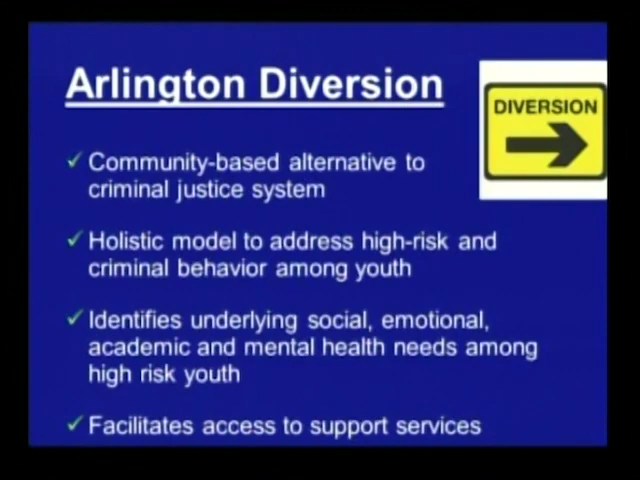 Arlington Diversion
DIVERSION
✓ Community-based alternative to
criminal justice system
✓ Holistic model to address high-risk and
criminal behavior among youth
✓ Identifies underlying social, emotional,
academic and mental health needs among
high risk youth
✓ Facilitates access to support services